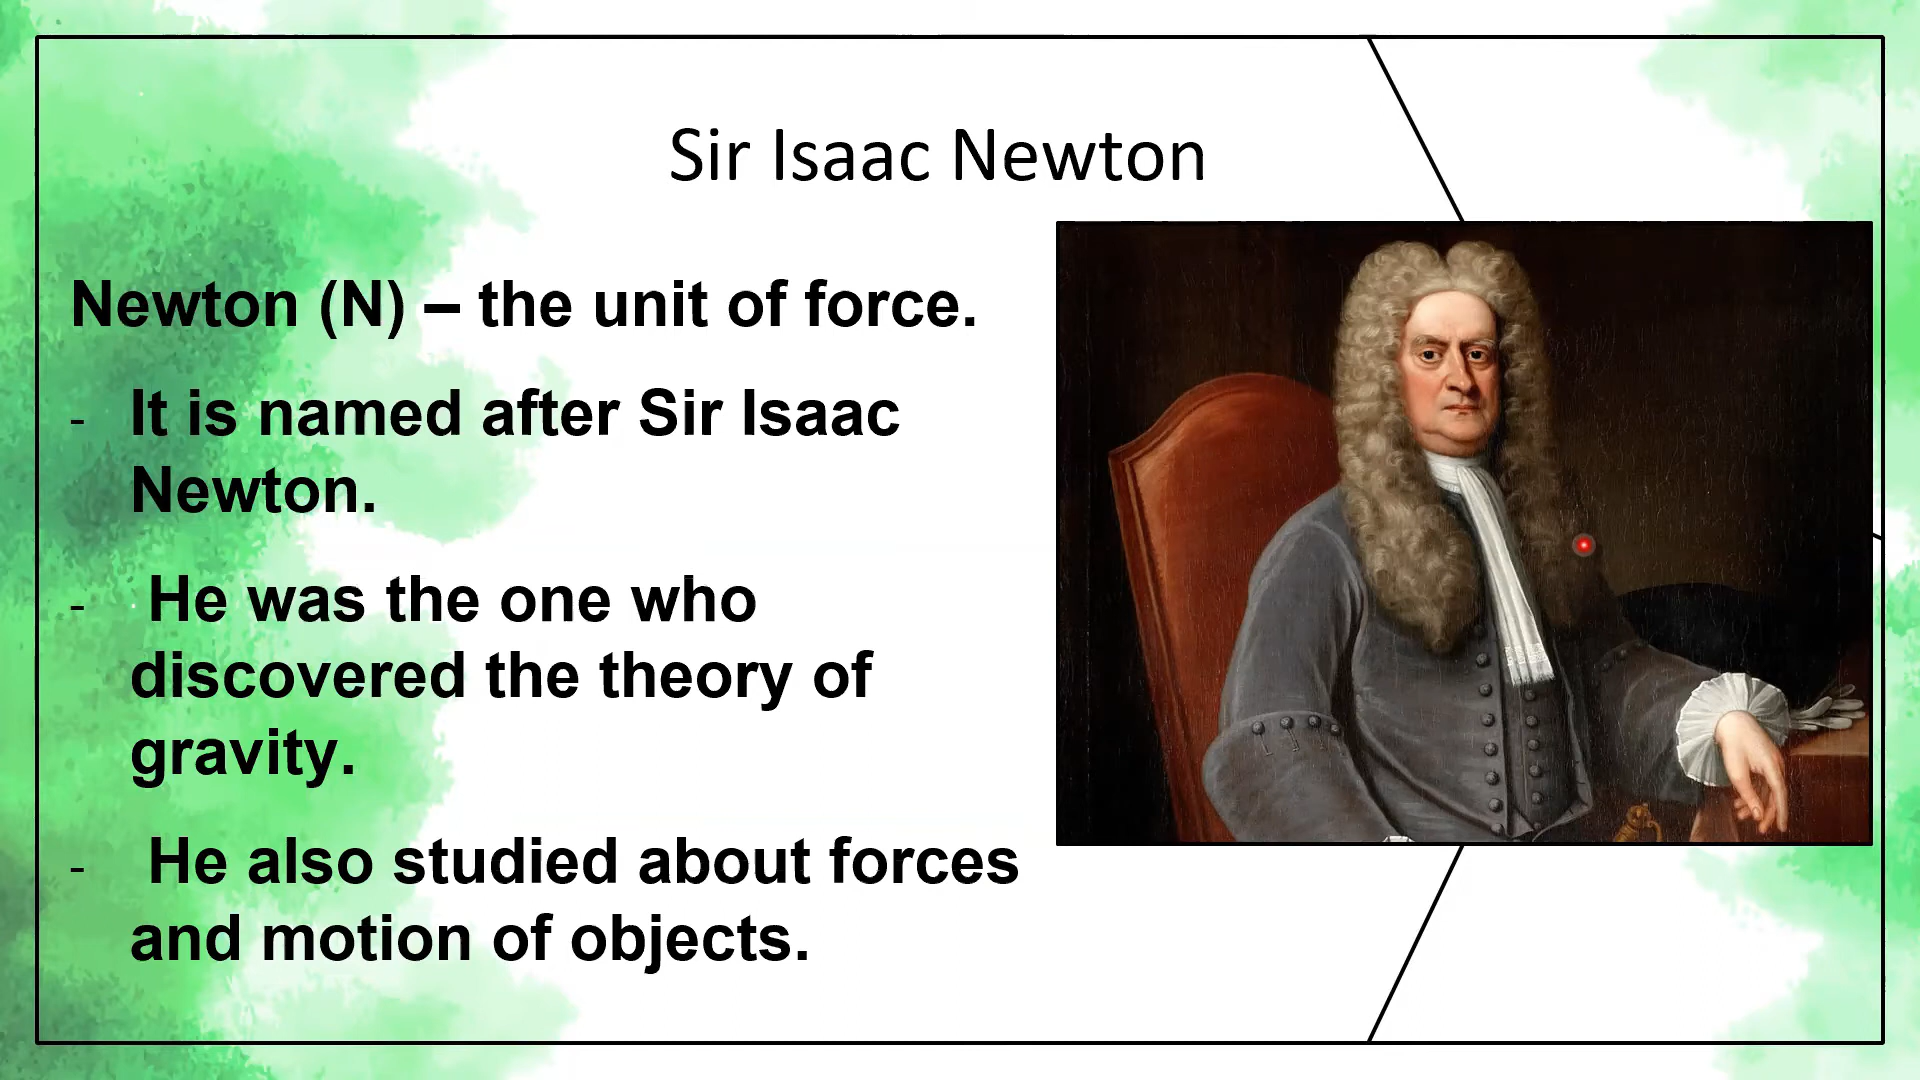 Sir Isaac Newton
Newton (N) – the unit of force.
- It is named after Sir Isaac
Newton.
- He was the one who
discovered the theory of
gravity.
- He also studied about forces
and motion of objects.